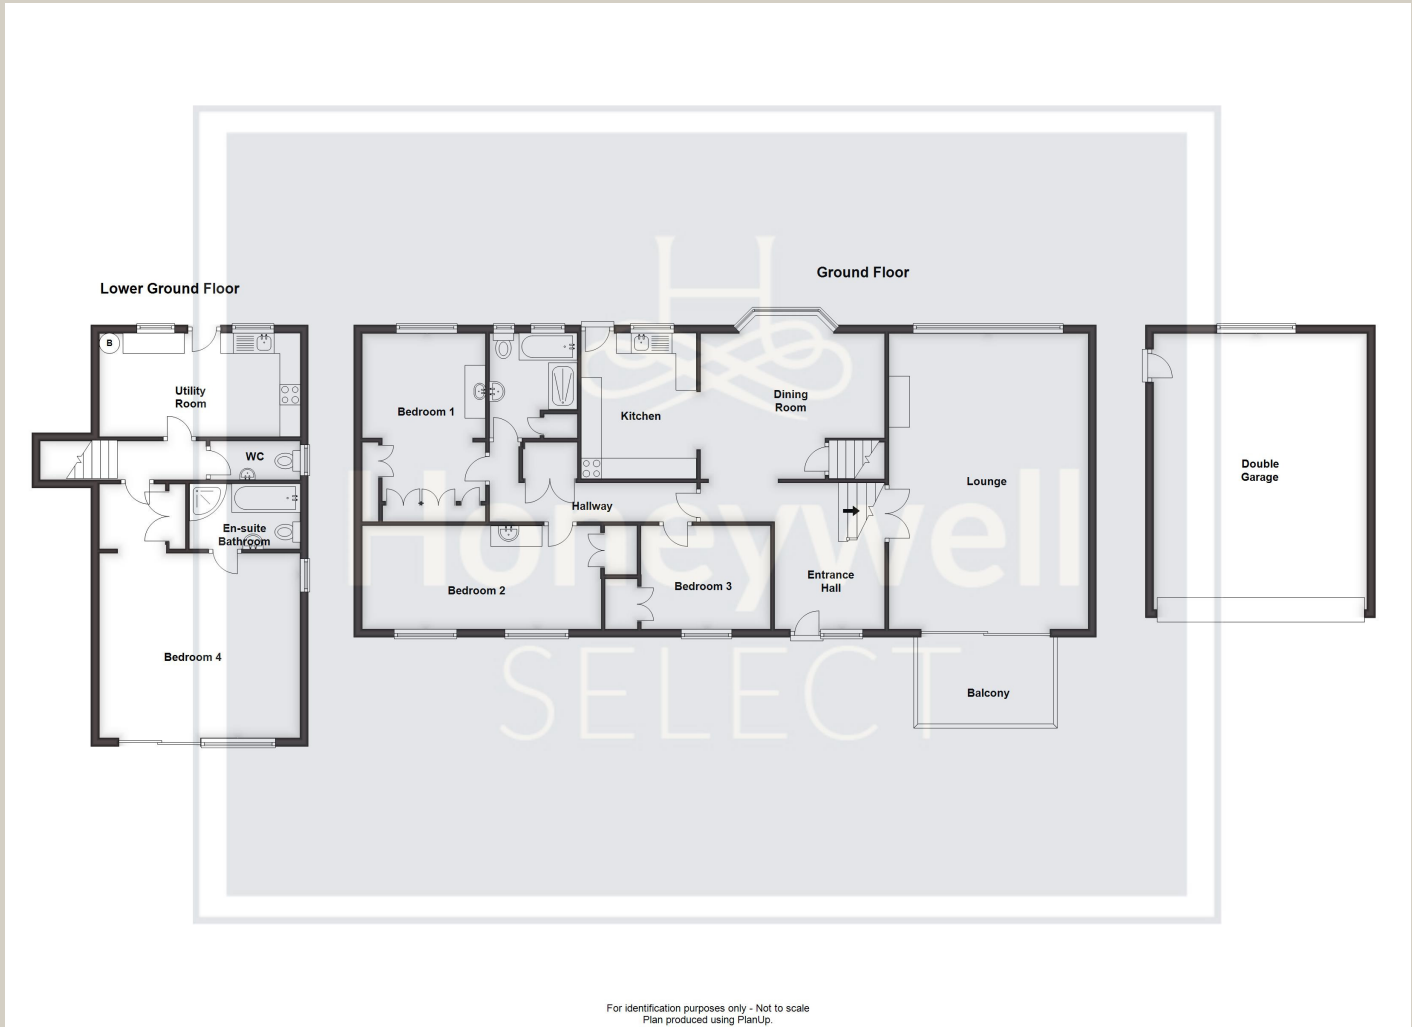 Ground Floor
Lower Ground Floor
B
Utility
Room
WC
En-suite
Bathroom
Bedroom 4
Bedroom 1
Kitchen
Dining
Room
Hallway
Bedroom 2
Bedroom 3
Entrance
Hall
Lounge
Balcony
Double
Garage
Honeywell
SELECT
For identification purposes only - Not to scale
Plan produced using PlanUp.